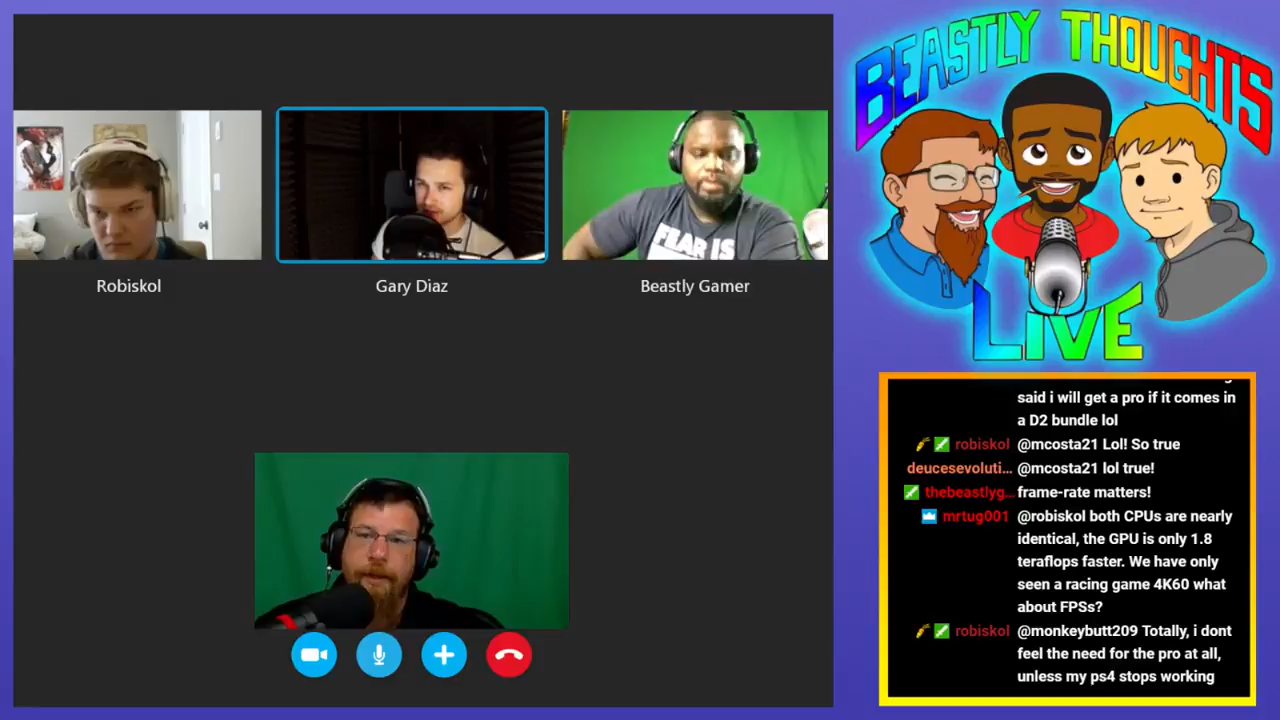 BEASTLY THOUGHTS
LIVE
Robiskol
Gary Diaz
Beastly Gamer
FEAR IS
said i will get a pro if it comes in
a D2 bundle lol
robiskol @mcosta21 Lol! So true
deucesevoluti... @mcosta21 lol true!
thebeastlyg... frame-rate matters!
mrtug001 @robiskol both CPUs are nearly
identical, the GPU is only 1.8
teraflops faster. We have only
seen a racing game 4K60 what
about FPSs?
robiskol @monkeybutt209 Totally, i dont
feel the need for the pro at all,
unless my ps4 stops working